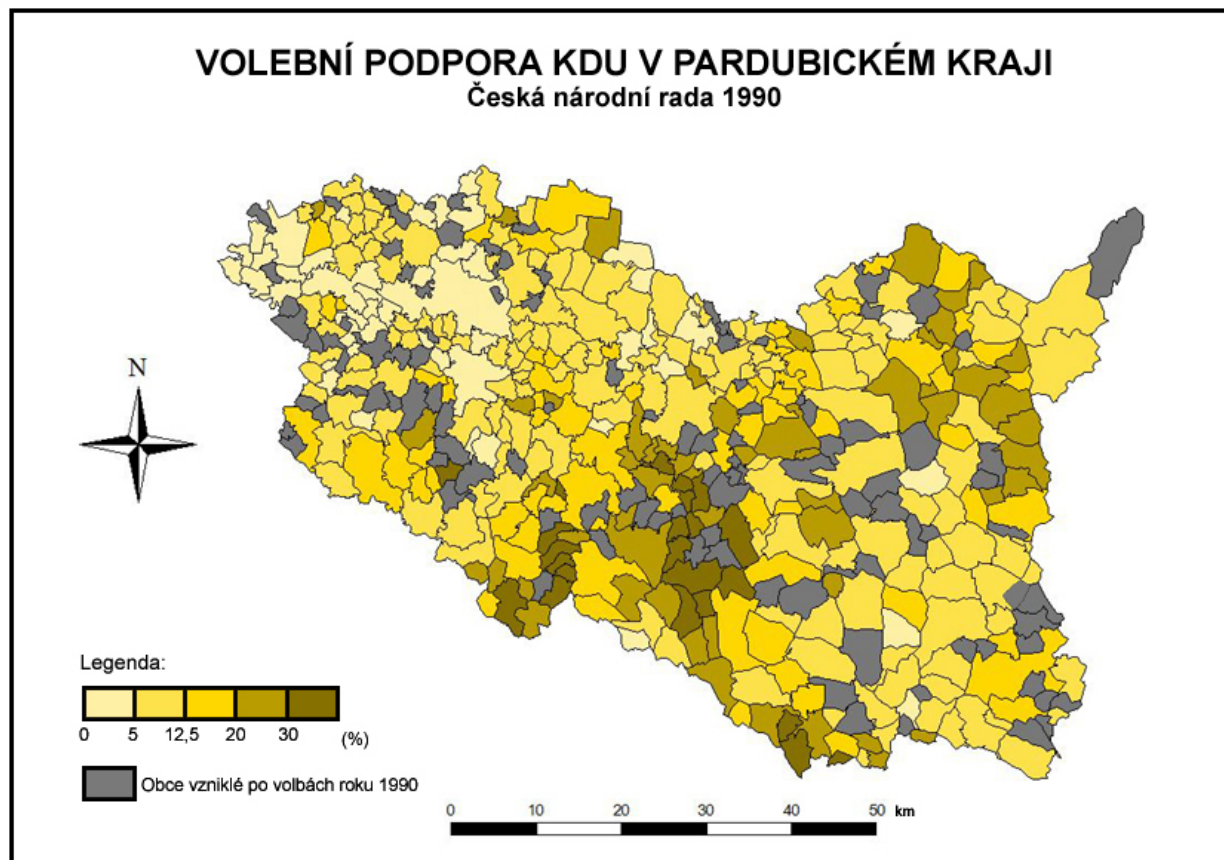 VOLEBNÍ PODPORA KDU V PARDUBICKÉM KRAJI
Česká národní rada 1990
N
Legenda:
0 5 12,5 20 30 (%)
Obce vzniklé po volbách roku 1990
0 10 20 30 40 50 km